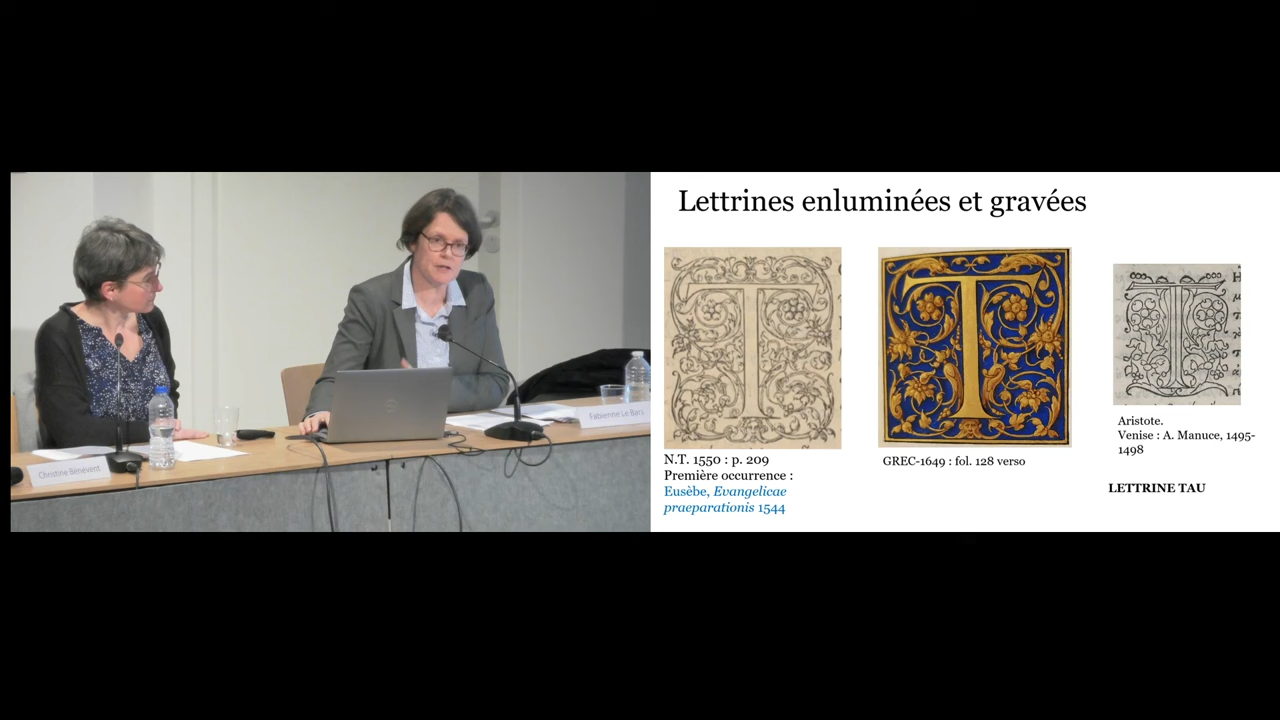 Lettrines enluminées et gravées
N.T. 1550 : p. 209
Première occurrence :
Eusèbe, Evangelicae
praeparationis 1544
GREC-1649 : fol. 128 verso
Aristote.
Venise : A. Manuce, 1495-
1498
LETTRINE TAU
Christine Bénévent
Fabienne Le Bars
T
T
T